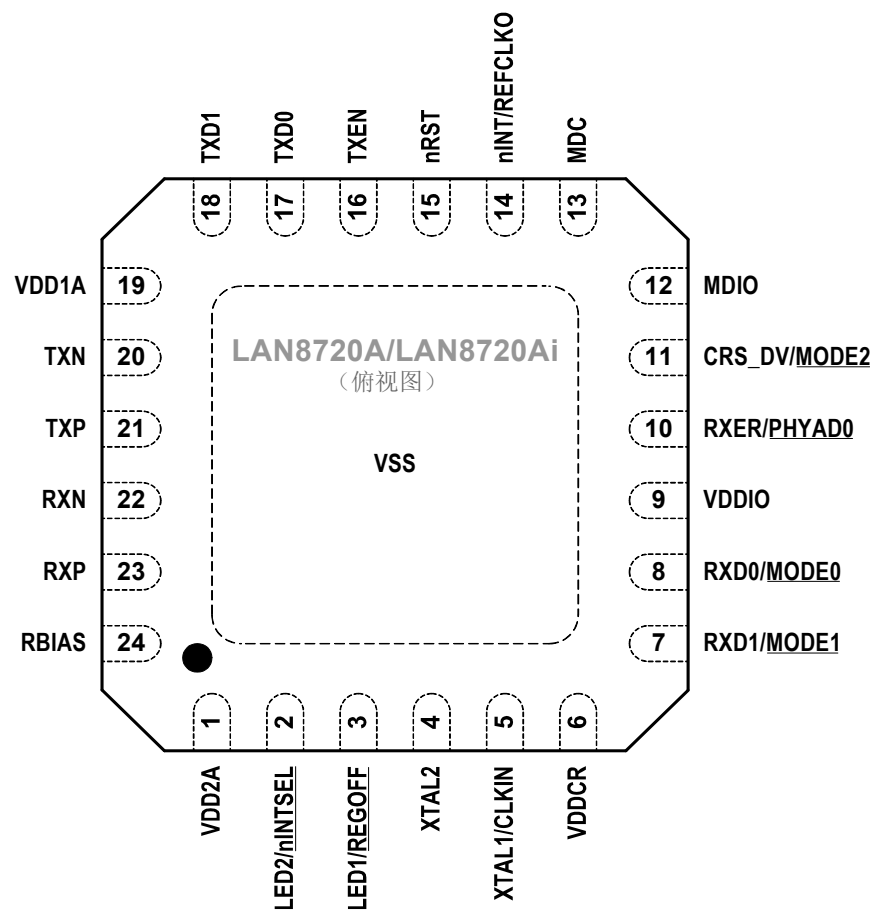 TXD1
TXD0
TXEN
nRST
nINT/REFCLKO
MDC
18
17
16
15
14
13
VDD1A 19
12 MDIO
TXN 20
LAN8720A/LAN8720Ai
11 CRS_DV/MODE2
(俯视图)
TXP 21
10 RXER/PHYAD0
VSS
RXN 22
9 VDDIO
RXP 23
8 RXD0/MODE0
RBIAS 24
7 RXD1/MODE1
1
2
3
4
5
6
VDD2A
LED2/nINTSEL
LED1/REGOFF
XTAL2
XTAL1/CLKIN
VDDCR